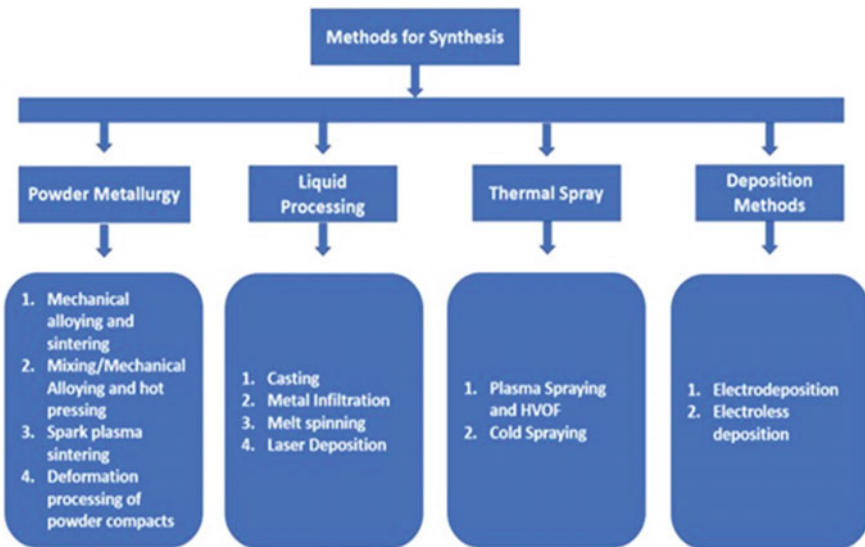 Methods for Synthesis
Powder Metallurgy
Liquid
Processing
Thermal Spray
Deposition
Methods
1. Mechanical
alloying and
sintering
2. Mixing/Mechanical
Alloying and hot
pressing
3. Spark plasma
sintering
4. Deformation
processing of
powder compacts
1. Casting
2. Metal Infiltration
3. Melt spinning
4. Laser Deposition
1. Plasma Spraying
and HVOF
2. Cold Spraying
1. Electrodeposition
2. Electroless
deposition